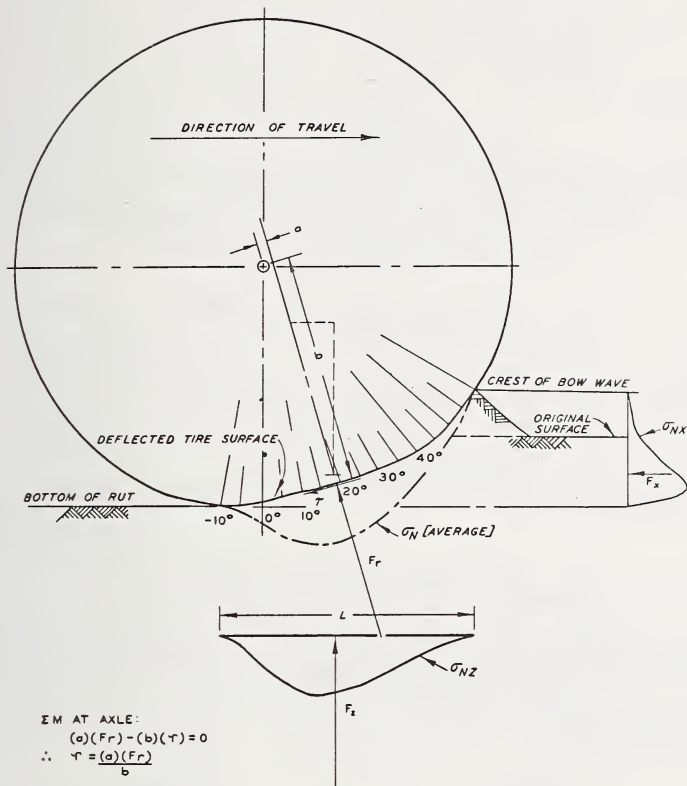 DIRECTION OF TRAVEL
a
b
CREST OF BOW WAVE
ORIGINAL
SURFACE
σNX
Fx
DEFLECTED TIRE SURFACE
BOTTOM OF RUT
-10°
0°
10°
τ
20°
30°
40°
σN [AVERAGE]
Fr
L
σNZ
Fz
ΣM AT AXLE:
(a)(Fr)-(b)(τ)=0
∴ τ = (a)(Fr)
b